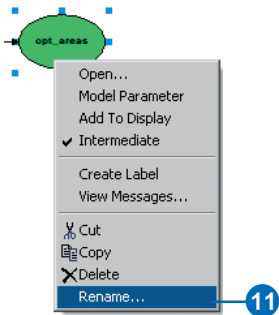 opt_areas
Open...
Model Parameter
Add To Display
Intermediate
Create Label
View Messages...
Cut
Copy
Delete
Rename...
11